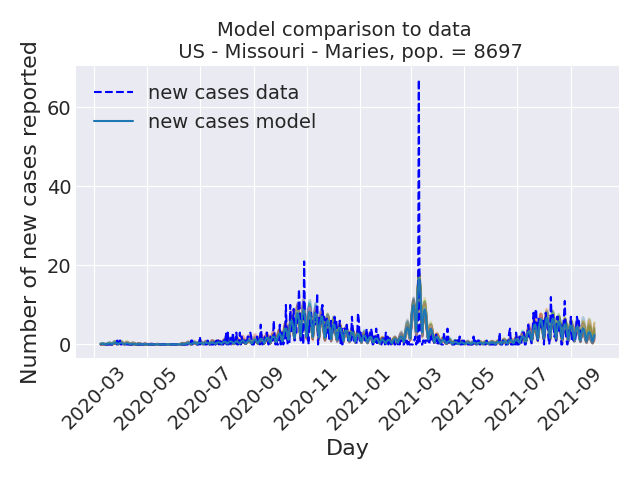 Model comparison to data
US - Missouri - Maries, pop. = 8697
Number of new cases reported
60
40
20
0
new cases data
new cases model
2020-03
2020-05
2020-07
2020-09
2020-11
2021-01
2021-03
2021-05
2021-07
2021-09
Day